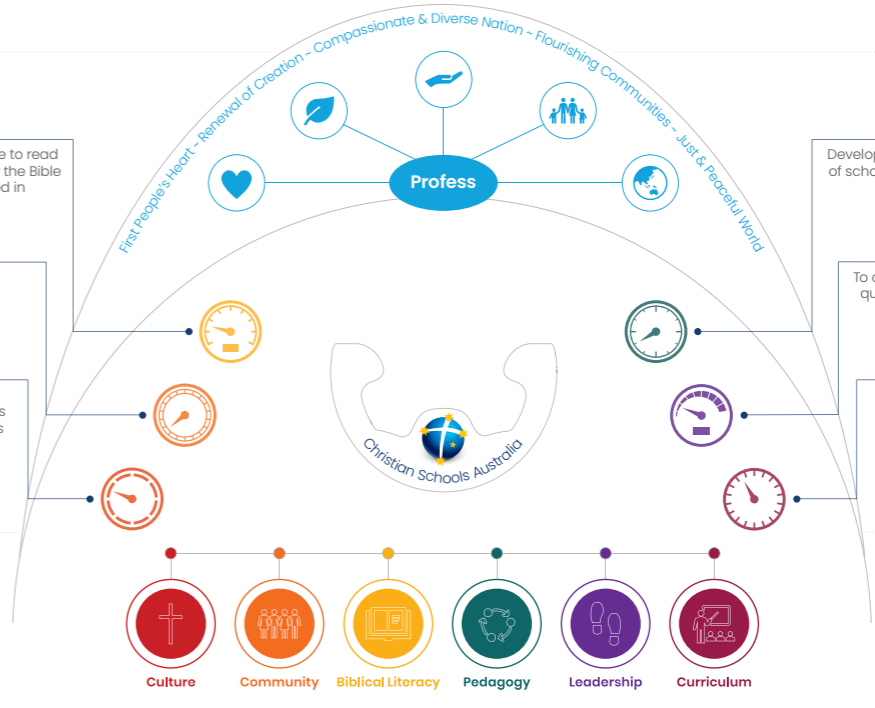 First People's Heart ~ Renewal of Creation ~ Compassionate & Diverse Nation ~ Flourishing Communities ~ Just & Peaceful World
e to read
the Bible
ed in
Profess
Develop
of scho
To
s
s
Christian Schools Australia
Culture
Community
Biblical Literacy
Pedagogy
Leadership
Curriculum